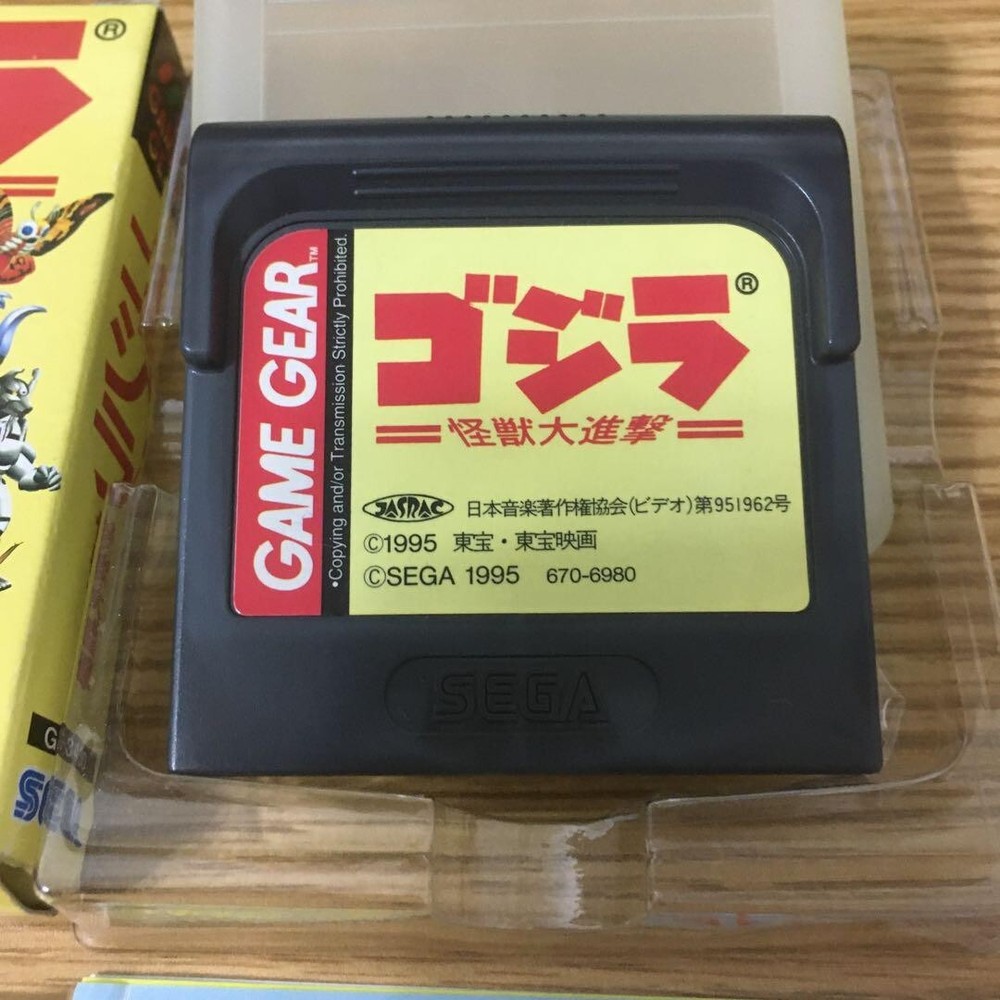 ®
GAME GEAR™
•Copying and/or Transmission Strictly Prohibited.
ゴジラ®
怪獣大進撃
JASRAC 日本音楽著作権協会(ビデオ)第951962号
©1995 東宝・東宝映画
©SEGA 1995 670-6980
SEGA